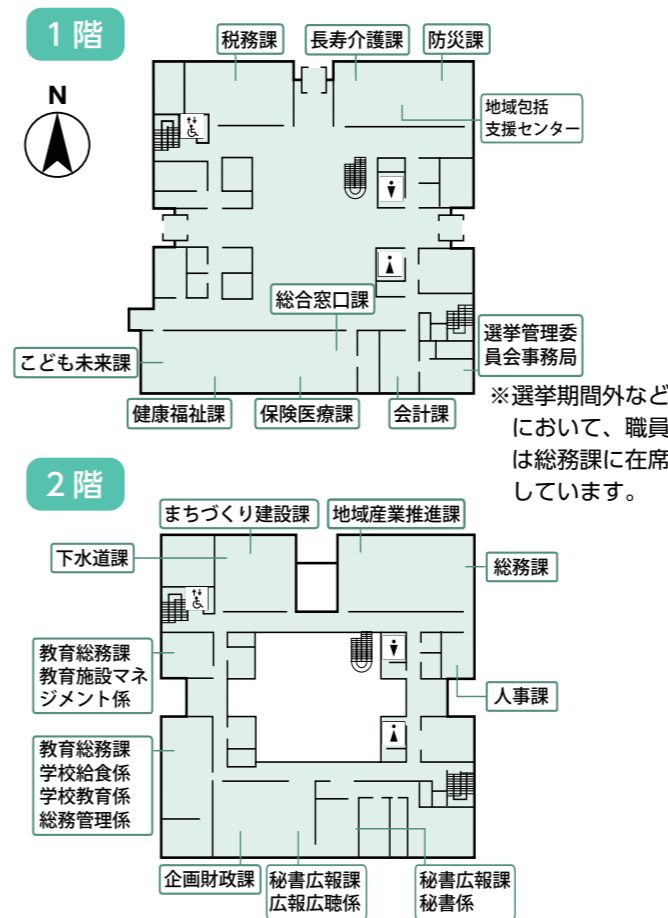 1階
税務課
長寿介護課
防災課
N
地域包括
支援センター
総合窓口課
選挙管理委
員会事務局
こども未来課
健康福祉課
保険医療課
会計課
※選挙期間外など
において、職員
は総務課に在席
しています。
2階
まちづくり建設課
地域産業推進課
下水道課
総務課
教育総務課
教育施設マネ
ジメント係
人事課
教育総務課
学校給食係
学校教育係
総務管理係
企画財政課
秘書広報課
広報広聴係
秘書広報課
秘書係